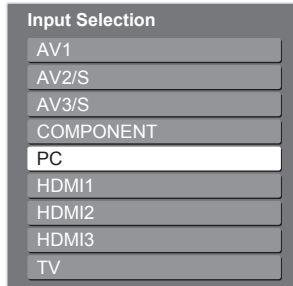 Input Selection
AV1
AV2/S
AV3/S
COMPONENT
PC
HDMI1
HDMI2
HDMI3
TV